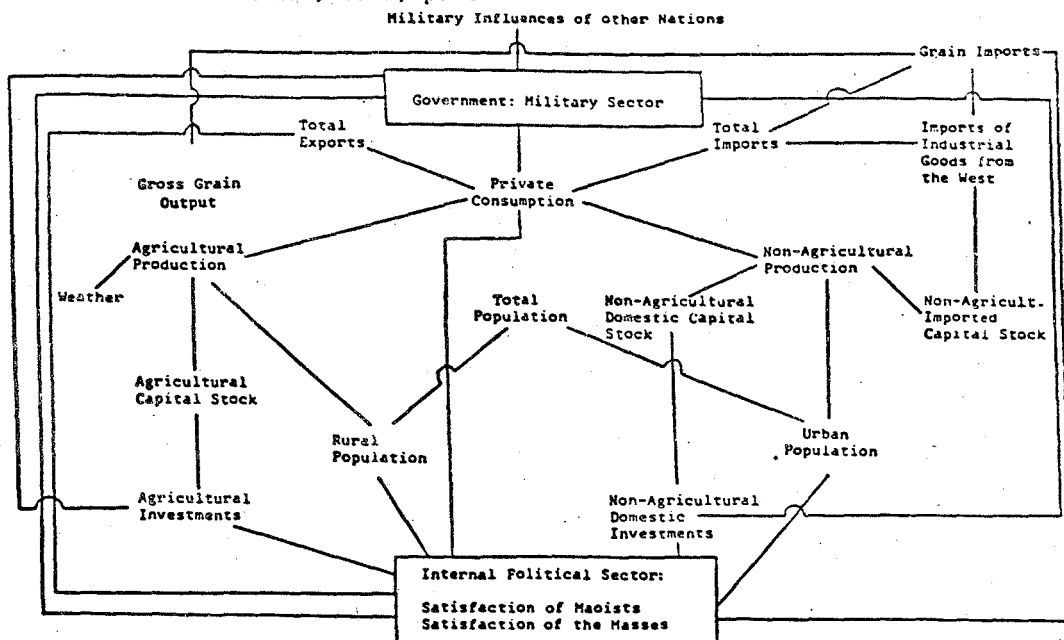 Military Influences of other Nations
Grain Imports
Government: Military Sector
Total
Exports
Total
Imports
Imports of
Industrial
Goods from
the West
Gross Grain
Output
Private
Consumption
Agricultural
Production
Non-Agricultural
Production
Weather
Total
Population
Non-Agricultural
Domestic Capital
Stock
Non-Agricult.
Imported
Capital Stock
Agricultural
Capital Stock
Rural
Population
Urban
Population
Agricultural
Investments
Non-Agricultural
Domestic
Investments
Internal Political Sector:
Satisfaction of Maoists
Satisfaction of the Masses